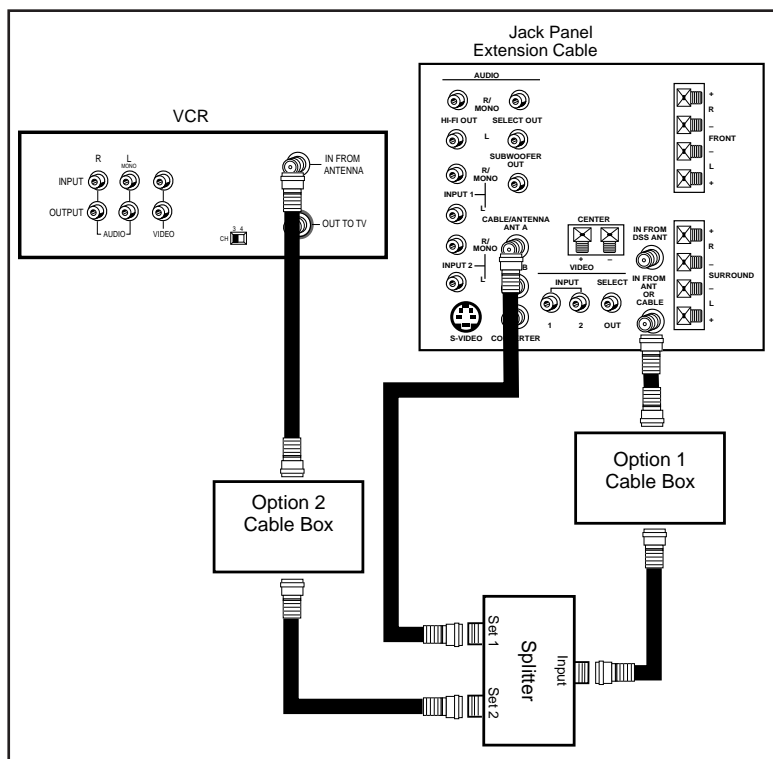 Jack Panel
Extension Cable
VCR
R
L
MONO
INPUT
OUTPUT
AUDIO
VIDEO
3 4
CH
IN FROM
ANTENNA
OUT TO TV
AUDIO
R/
MONO
HI-FI OUT
SELECT OUT
L
SUBWOOFER
OUT
R/
MONO
INPUT 1
L
CABLE/ANTENNA
ANT A
R/
MONO
INPUT 2
L
B
S-VIDEO
CENTER
+
–
VIDEO
INPUT
SELECT
1
2
OUT
IN FROM
DSS ANT
IN FROM
ANT
OR
CABLE
+
R
–
FRONT
–
L
+
+
R
–
SURROUND
–
L
+
Option 1
Cable Box
Option 2
Cable Box
Set 1
Set 2
Splitter
Input